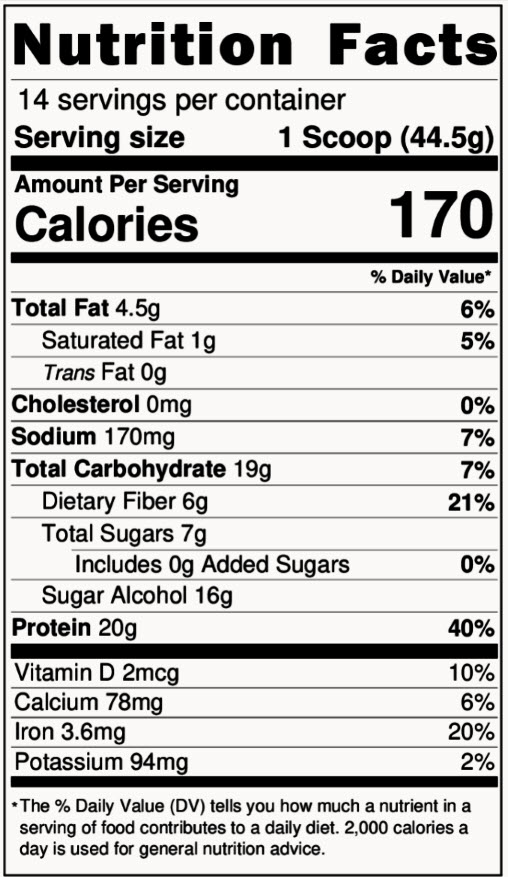 Nutrition Facts
14 servings per container
Serving size 1 Scoop (44.5g)
Amount Per Serving
Calories 170
% Daily Value*
Total Fat 4.5g 6%
Saturated Fat 1g 5%
Trans Fat 0g
Cholesterol 0mg 0%
Sodium 170mg 7%
Total Carbohydrate 19g 7%
Dietary Fiber 6g 21%
Total Sugars 7g
Includes 0g Added Sugars 0%
Sugar Alcohol 16g
Protein 20g 40%
Vitamin D 2mcg 10%
Calcium 78mg 6%
Iron 3.6mg 20%
Potassium 94mg 2%
*The % Daily Value (DV) tells you how much a nutrient in a
serving of food contributes to a daily diet. 2,000 calories a
day is used for general nutrition advice.